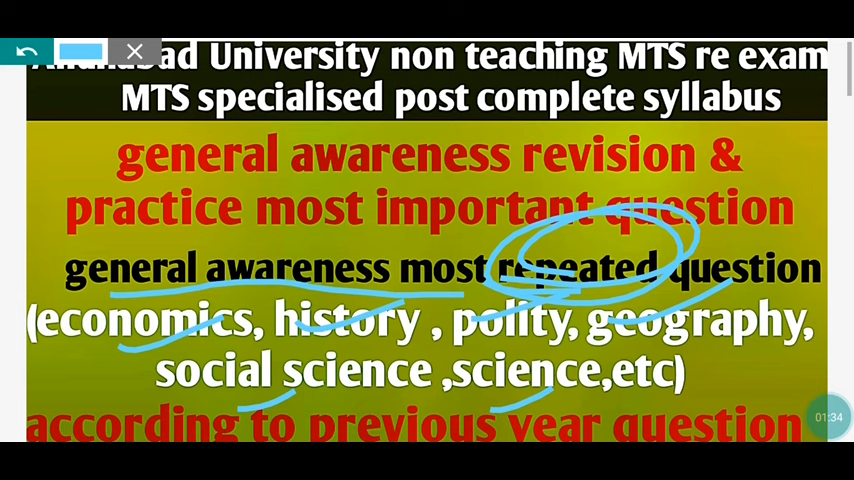 University non teaching MTS re exam
MTS specialised post complete syllabus
general awareness revision &
practice most important question
general awareness most repeated question
(economics, history , polity, geography,
social science ,science,etc)
according to previous year question
01:34